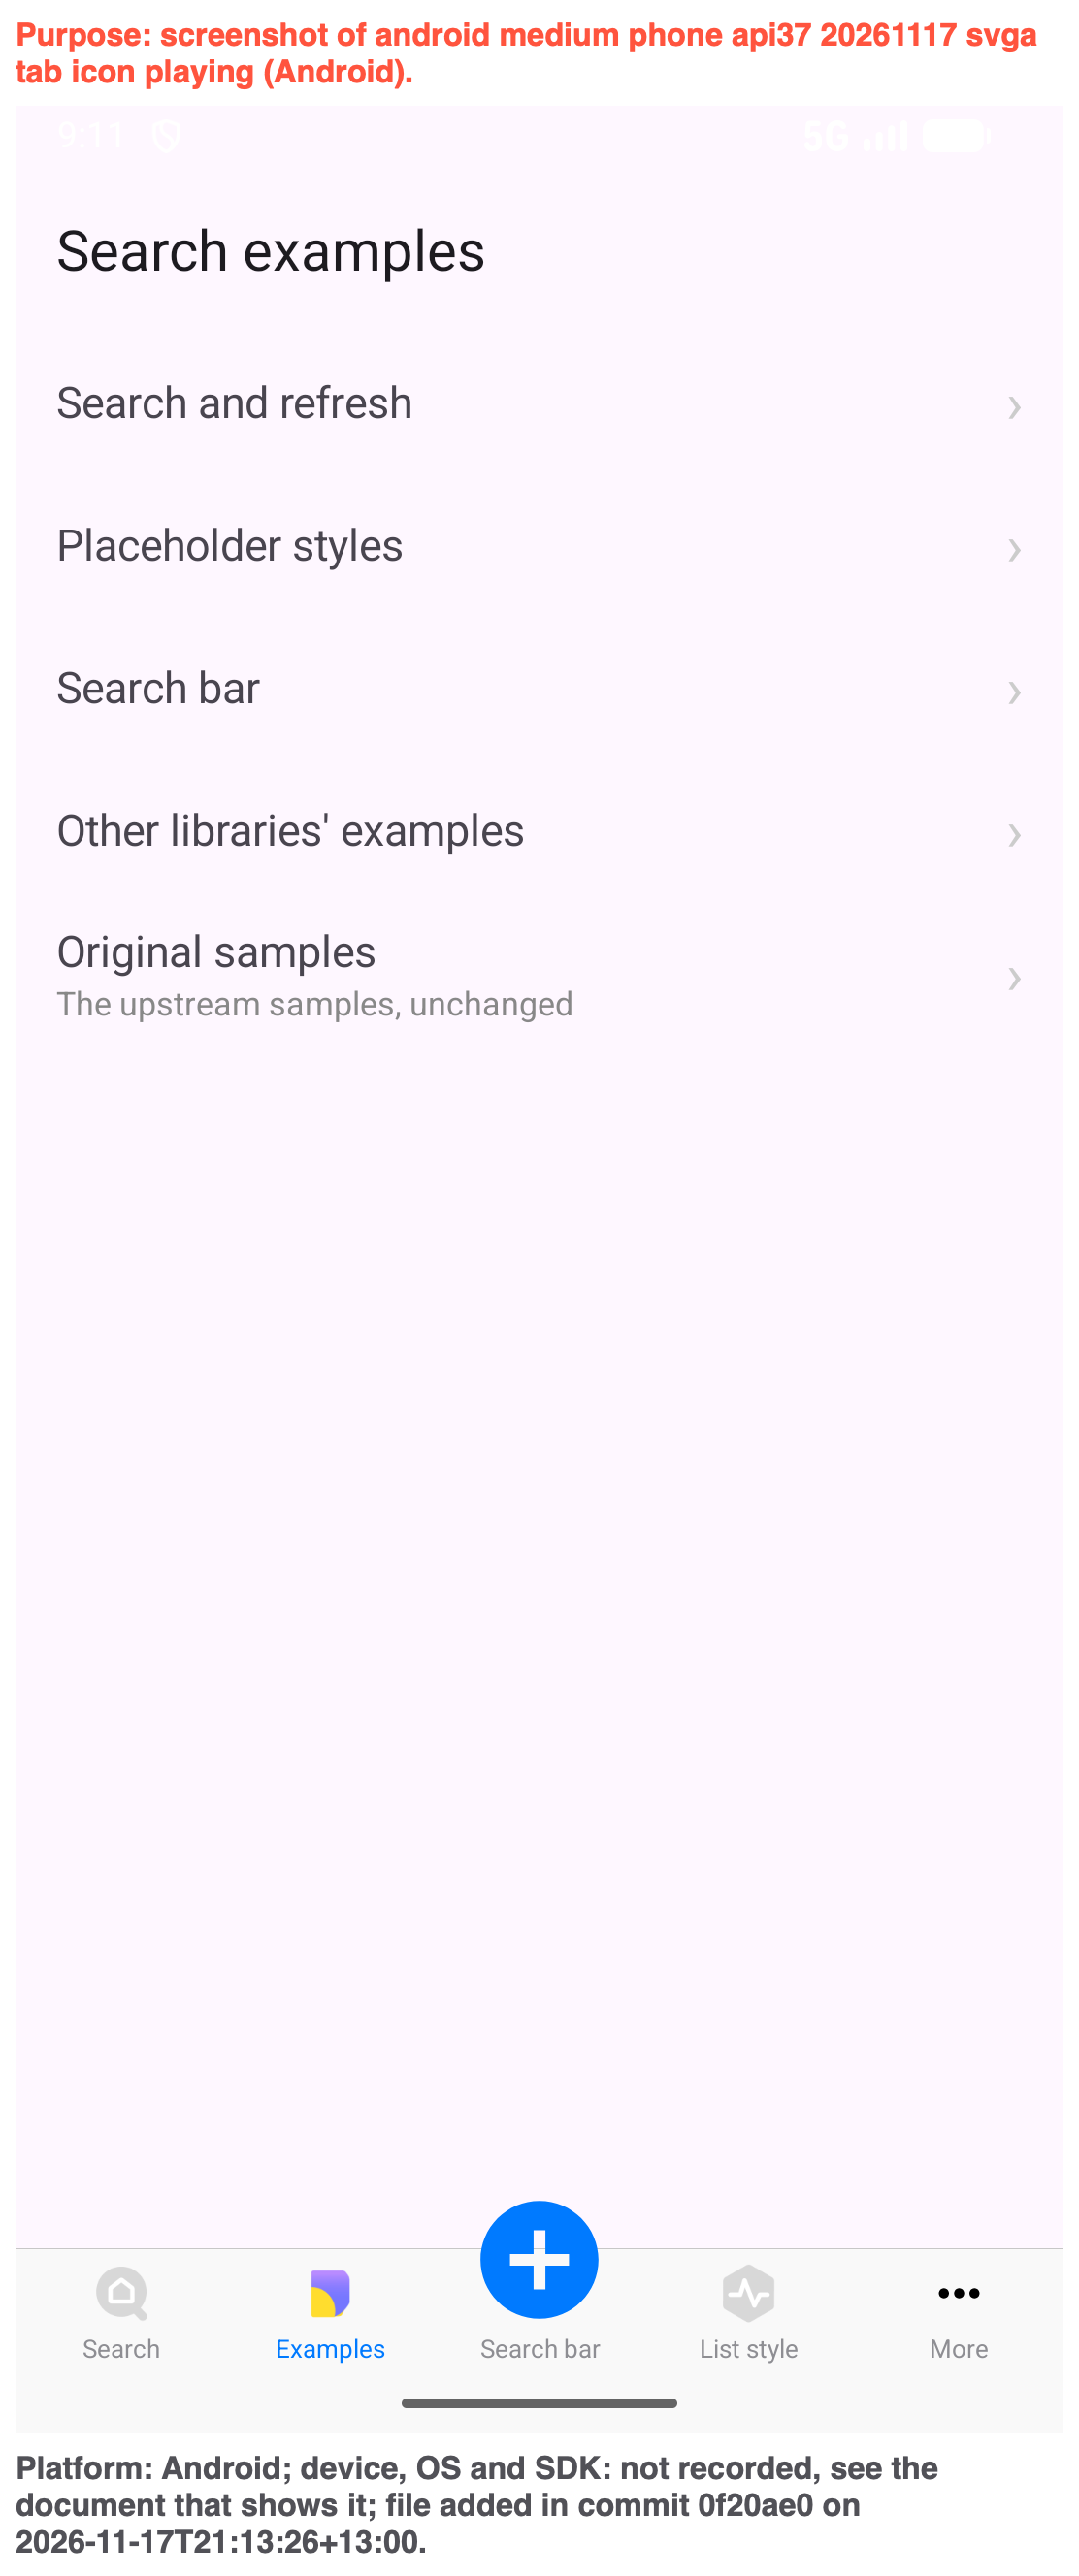 Purpose: screenshot of android medium phone api37 20261117 svga
tab icon playing (Android).
9:11 5G
Search examples
Search and refresh
Placeholder styles
Search bar
Other libraries' examples
Original samples
The upstream samples, unchanged
Search Examples Search bar List style More
Platform: Android; device, OS and SDK: not recorded, see the
document that shows it; file added in commit 0f20ae0 on
2026-11-17T21:13:26+13:00.